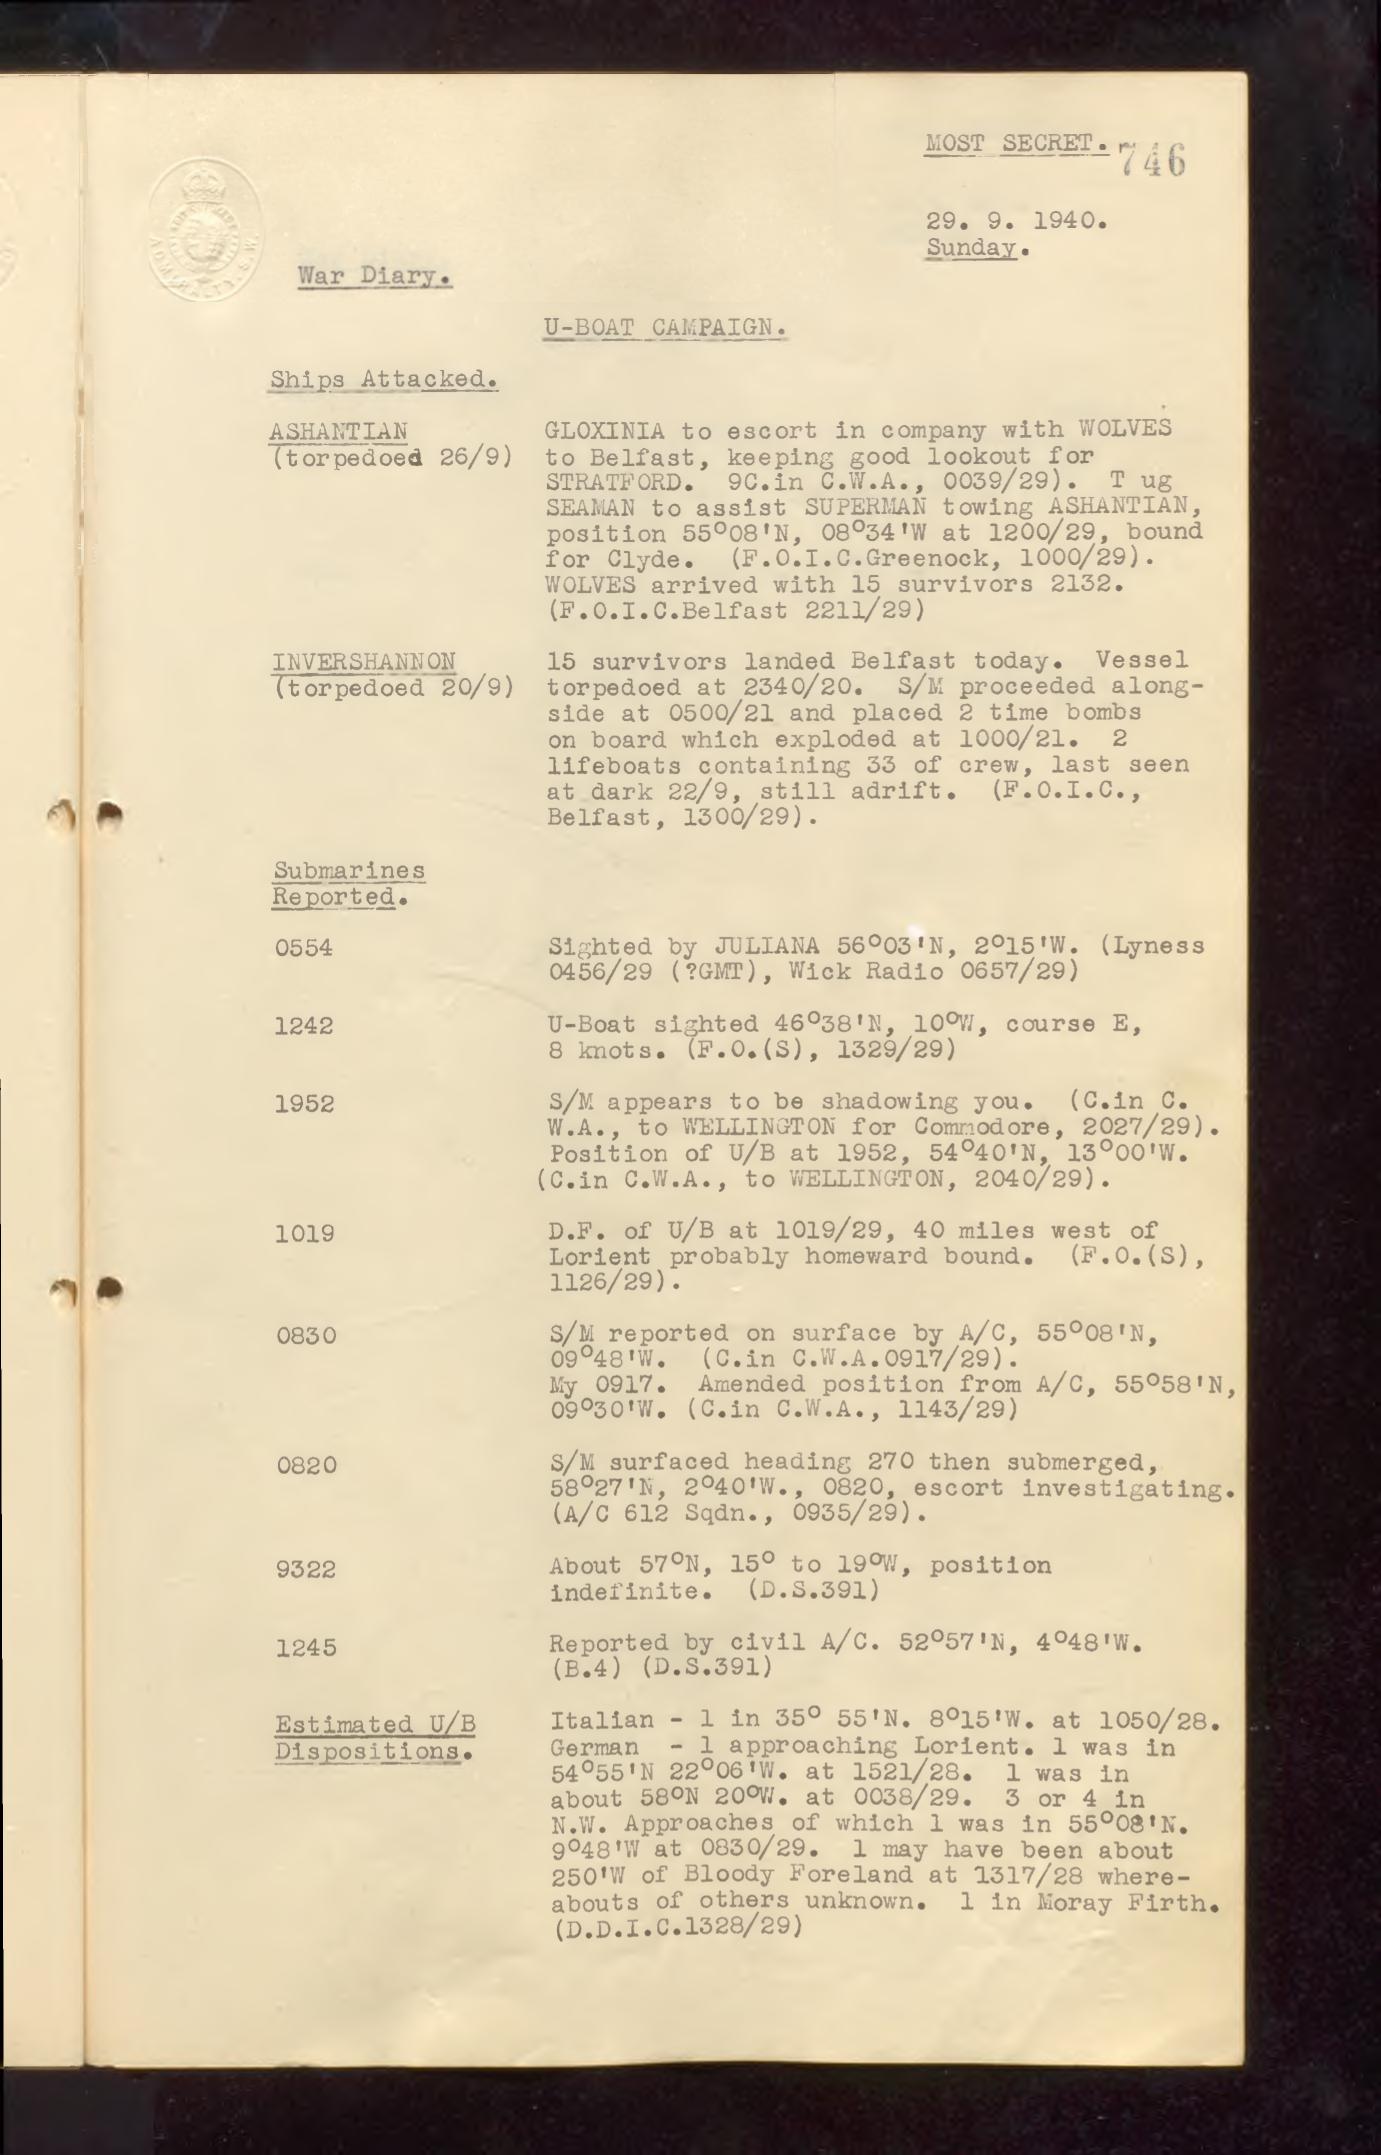 MOST SECRET.
746
29. 9. 1940.
Sunday.
War Diary.
U-BOAT CAMPAIGN.
Ships Attacked.
ASHANTIAN
(torpedoed 26/9)
GLOXINIA to escort in company with WOLVES
to Belfast, keeping good lookout for
STRATFORD. 9C.in C.W.A., 0039/29). T ug
SEAMAN to assist SUPERMAN towing ASHANTIAN,
position 55°08'N, 08°34'W at 1200/29, bound
for Clyde. (F.O.I.C.Greenock, 1000/29).
WOLVES arrived with 15 survivors 2132.
(F.O.I.C.Belfast 2211/29)
INVERSHANNON
(torpedoed 20/9)
15 survivors landed Belfast today. Vessel
torpedoed at 2340/20. S/M proceeded along-
side at 0500/21 and placed 2 time bombs
on board which exploded at 1000/21. 2
lifeboats containing 33 of crew, last seen
at dark 22/9, still adrift. (F.O.I.C.,
Belfast, 1300/29).
Submarines
Reported.
0554
Sighted by JULIANA 56°03'N, 2°15'W. (Lyness
0456/29 (?GMT), Wick Radio 0657/29)
1242
U-Boat sighted 46°38'N, 10°W, course E,
8 knots. (F.O.(S), 1329/29)
1952
S/M appears to be shadowing you. (C.in C.
W.A., to WELLINGTON for Commodore, 2027/29).
Position of U/B at 1952, 54°40'N, 13°00'W.
(C.in C.W.A., to WELLINGTON, 2040/29).
1019
D.F. of U/B at 1019/29, 40 miles west of
Lorient probably homeward bound. (F.O.(S),
1126/29).
0830
S/M reported on surface by A/C, 55°08'N,
09°48'W. (C.in C.W.A.0917/29).
My 0917. Amended position from A/C, 55°58'N,
09°30'W. (C.in C.W.A., 1143/29)
0820
S/M surfaced heading 270 then submerged,
58°27'N, 2°40'W., 0820, escort investigating.
(A/C 612 Sqdn., 0935/29).
9322
About 57°N, 15° to 19°W, position
indefinite. (D.S.391)
1245
Reported by civil A/C. 52°57'N, 4°48'W.
(B.4) (D.S.391)
Estimated U/B
Dispositions.
Italian - 1 in 35° 55'N. 8°15'W. at 1050/28.
German - 1 approaching Lorient. 1 was in
54°55'N 22°06'W. at 1521/28. 1 was in
about 58°N 20°W. at 0038/29. 3 or 4 in
N.W. Approaches of which 1 was in 55°08'N.
9°48'W at 0830/29. 1 may have been about
250'W of Bloody Foreland at 1317/28 where-
abouts of others unknown. 1 in Moray Firth.
(D.D.I.C.1328/29)